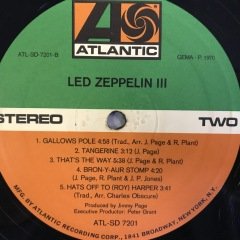 ATLANTIC
ATL-SD-7201-B
GEMA · P. 1970
LED ZEPPELIN III
STEREO
TWO
1. GALLOWS POLE 4:58 (Trad., Arr. J. Page & R. Plant)
2. TANGERINE 3:12 (J. Page)
3. THAT'S THE WAY 5:38 (J. Page & R. Plant)
4. BRON-Y-AUR STOMP 4:20
(J. Page, R. Plant & J. P. Jones)
5. HATS OFF TO (ROY) HARPER 3:41
(Trad., Arr. Charles Obscure)
Produced by Jimmy Page
Executive Producer: Peter Grant
ATL-SD 7201
MFG. BY ATLANTIC RECORDING CORP., 1841 BROADWAY, NEW YORK, N.Y.